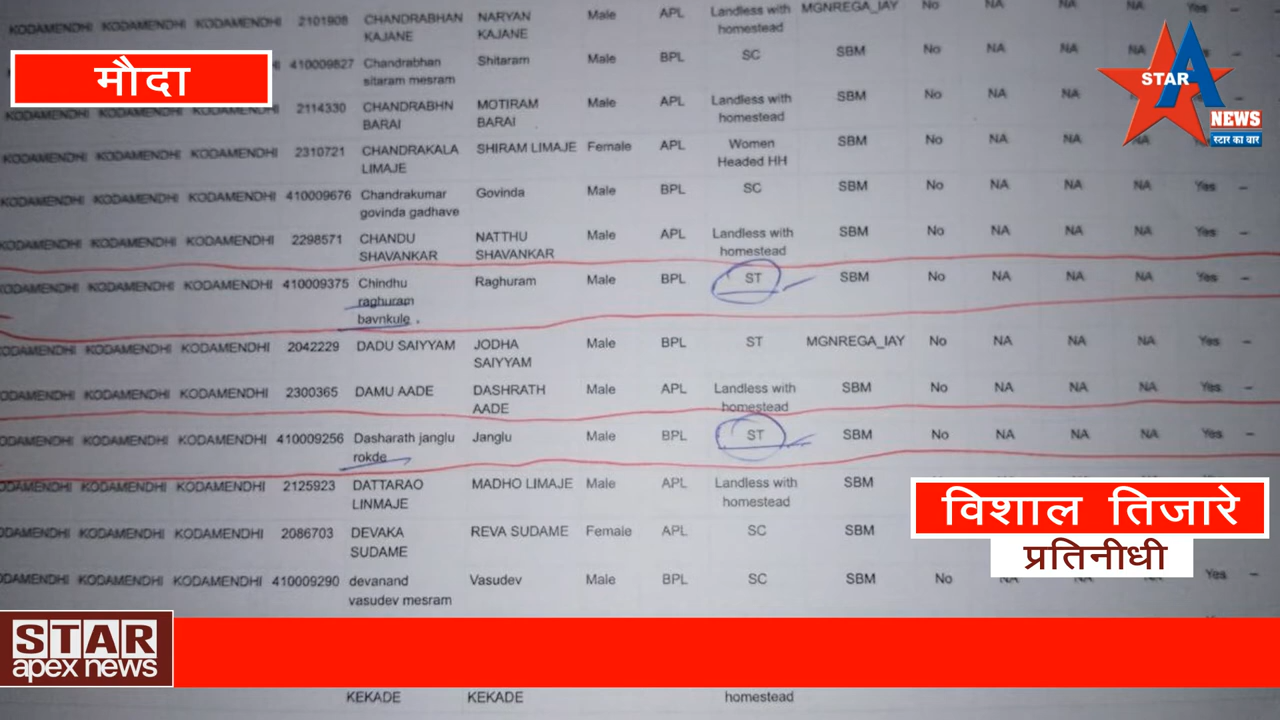 KODAMENDHI KODAMENDHI KODAMENDHI 2101908 CHANDRABHAN KAJANE NARYAN KAJANE Male APL Landless with homestead MGNREGA_IAY No NA NA NA Yes –
410009827 Chandrabhan sitaram mesram Shitaram Male BPL SC SBM No NA NA
KODAMENDHI KODAMENDHI KODAMENDHI 2114330 CHANDRABHN BARAI MOTIRAM BARAI Male APL Landless with homestead SBM No NA NA
KODAMENDHI KODAMENDHI KODAMENDHI 2310721 CHANDRAKALA LIMAJE SHIRAM LIMAJE Female APL Women Headed HH SBM No NA NA NA
KODAMENDHI KODAMENDHI KODAMENDHI 410009676 Chandrakumar govinda gadhave Govinda Male BPL SC SBM No NA NA NA Yes –
KODAMENDHI KODAMENDHI KODAMENDHI 2298571 CHANDU SHAVANKAR NATTHU SHAVANKAR Male APL Landless with homestead SBM No NA NA NA Yes –
KODAMENDHI KODAMENDHI KODAMENDHI 410009375 Chindhu raghuram bavnkule Raghuram Male BPL ST SBM No NA NA NA Yes –
KODAMENDHI KODAMENDHI KODAMENDHI 2042229 DADU SAIYYAM JODHA SAIYYAM Male BPL ST MGNREGA_IAY No NA NA NA Yes –
KODAMENDHI KODAMENDHI KODAMENDHI 2300365 DAMU AADE DASHRATH AADE Male APL Landless with homestead SBM No NA NA NA Yes –
KODAMENDHI KODAMENDHI KODAMENDHI 410009256 Dasharath janglu rokde Janglu Male BPL ST SBM No NA NA NA Yes –
KODAMENDHI KODAMENDHI KODAMENDHI 2125923 DATTARAO LINMAJE MADHO LIMAJE Male APL Landless with homestead SBM
KODAMENDHI KODAMENDHI KODAMENDHI 2086703 DEVAKA SUDAME REVA SUDAME Female APL SC SBM
KODAMENDHI KODAMENDHI KODAMENDHI 410009290 devanand vasudev mesram Vasudev Male BPL SC SBM No Yes –
KEKADE KEKADE homestead
मौदा
STAR A
NEWS
स्टार का वार
विशाल तिजारे
प्रतिनीधी
STAR
apex news